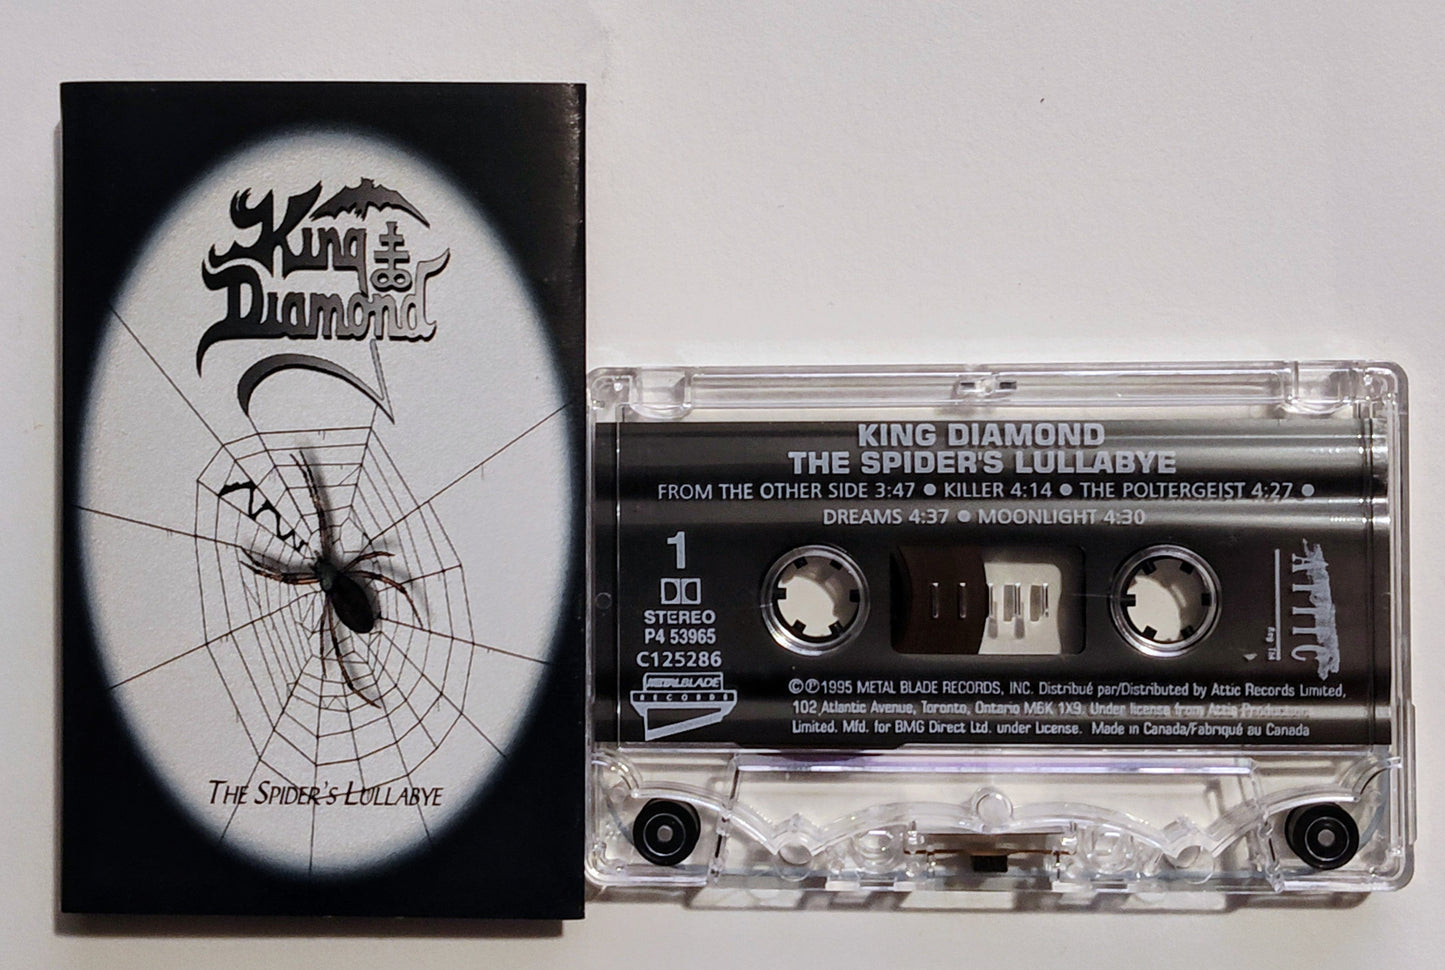 King
Diamond
THE SPIDER'S LULLABYE
KING DIAMOND
THE SPIDER'S LULLABYE
FROM THE OTHER SIDE 3:47 ● KILLER 4:14 ● THE POLTERGEIST 4:27 ●
DREAMS 4:37 ● MOONLIGHT 4:30
1
STEREO
P4 53965
C125286
METAL BLADE
RECORDS
ATTIC
Reg TM
©℗1995 METAL BLADE RECORDS, INC. Distribué par/Distributed by Attic Records Limited,
102 Atlantic Avenue, Toronto, Ontario M6K 1X9. Under license from Attic Production
Limited. Mfd. for BMG Direct Ltd. under License. Made in Canada/Fabriqué au Canada